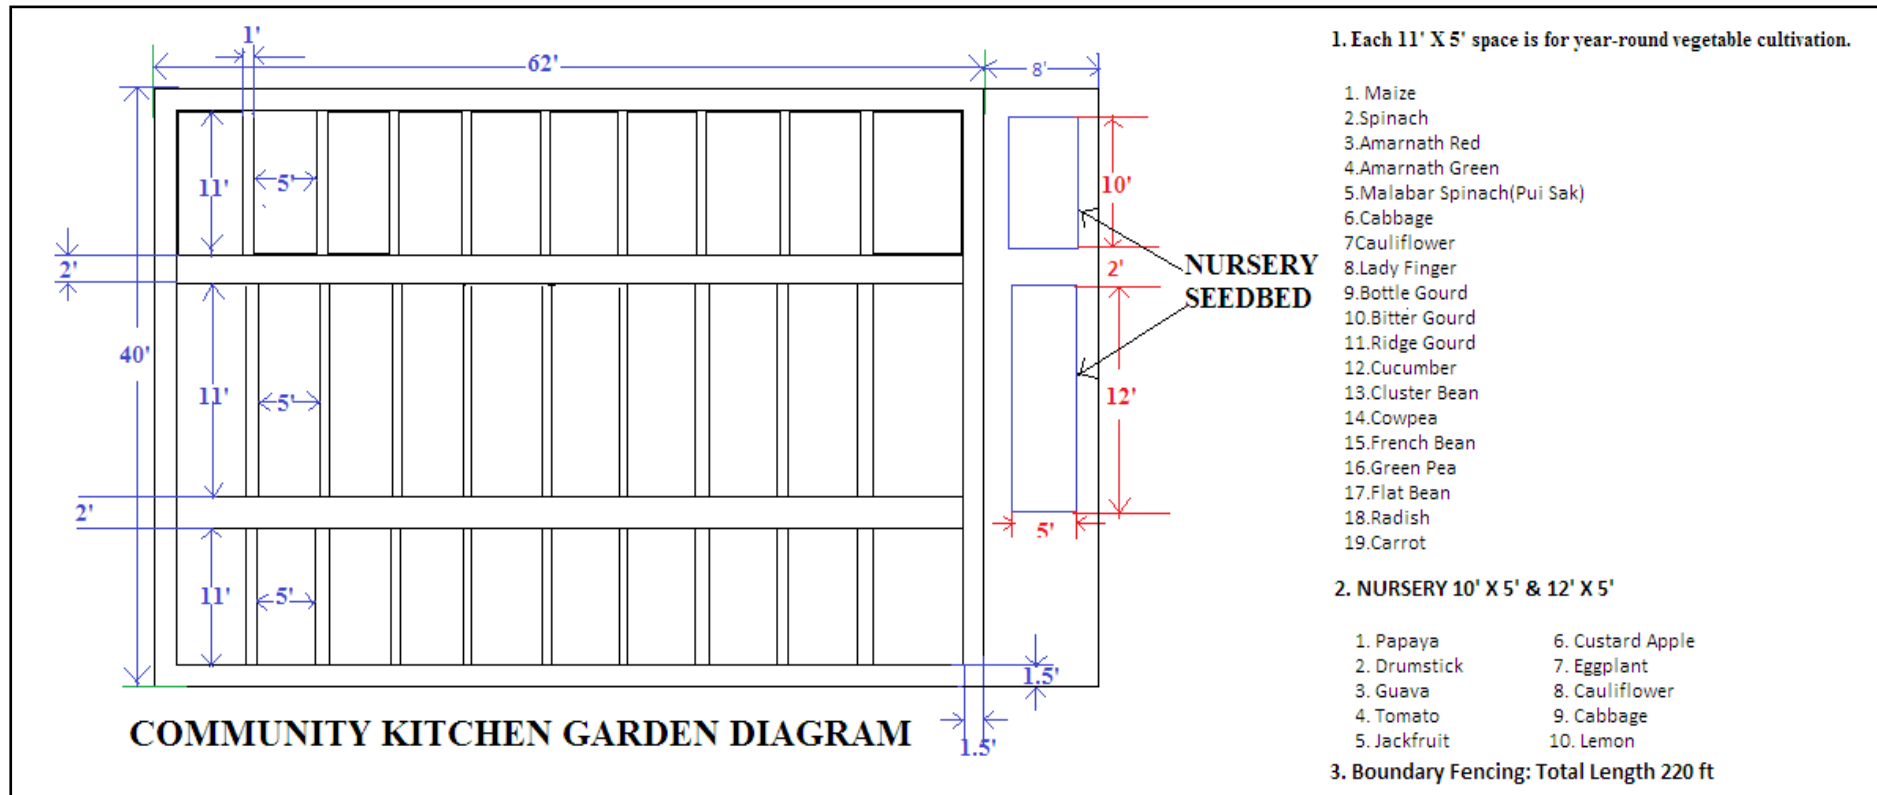 1'
62'
8'
1. Each 11' X 5' space is for year-round vegetable cultivation.
1. Maize
2.Spinach
3.Amarnath Red
4.Amarnath Green
5.Malabar Spinach(Pui Sak)
6.Cabbage
7Cauliflower
8.Lady Finger
9.Bottle Gourd
10.Bitter Gourd
11.Ridge Gourd
12.Cucumber
13.Cluster Bean
14.Cowpea
15.French Bean
16.Green Pea
17.Flat Bean
18.Radish
19.Carrot
11'
5'
10'
2'
2'
NURSERY
SEEDBED
40'
11'
5'
12'
2'
5'
11'
5'
1.5'
1.5'
COMMUNITY KITCHEN GARDEN DIAGRAM
2. NURSERY 10' X 5' & 12' X 5'
1. Papaya
2. Drumstick
3. Guava
4. Tomato
5. Jackfruit
6. Custard Apple
7. Eggplant
8. Cauliflower
9. Cabbage
10. Lemon
3. Boundary Fencing: Total Length 220 ft